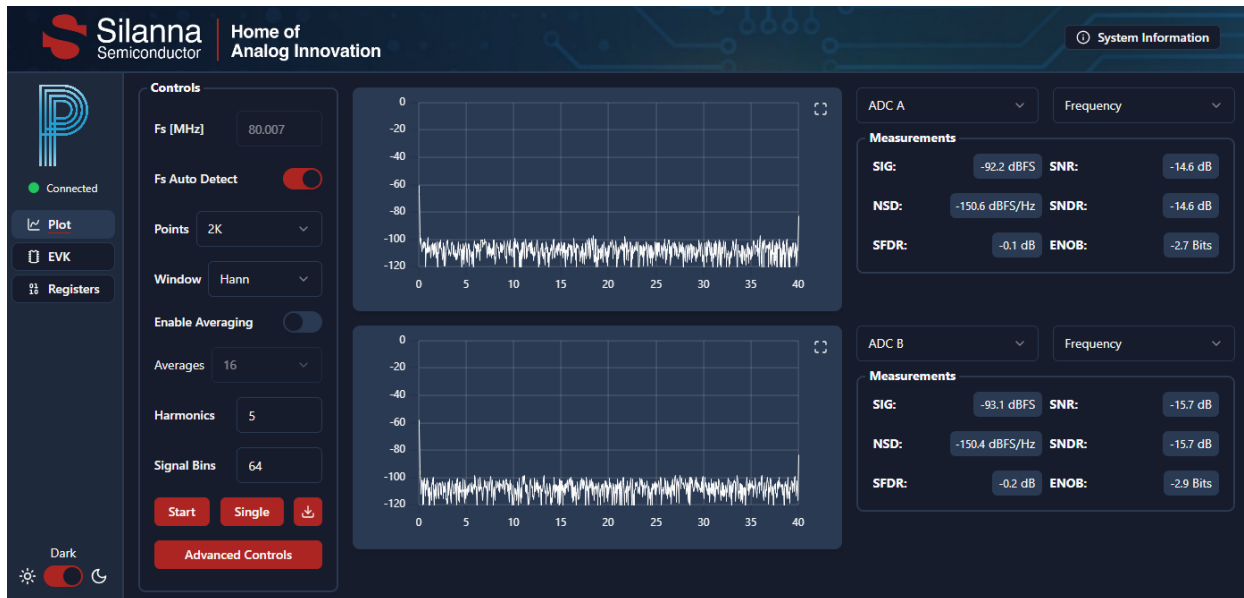 Silanna
Semiconductor
Home of
Analog Innovation
System Information
Connected
Plot
EVK
Registers
Dark
Controls
Fs [MHz] 80.007
Fs Auto Detect
Points 2K
Window Hann
Enable Averaging
Averages 16
Harmonics 5
Signal Bins 64
Start Single
Advanced Controls
0
-20
-40
-60
-80
-100
-120
0 5 10 15 20 25 30 35 40
ADC A Frequency
Measurements
SIG: -92.2 dBFS SNR: -14.6 dB
NSD: -150.6 dBFS/Hz SNDR: -14.6 dB
SFDR: -0.1 dB ENOB: -2.7 Bits
0
-20
-40
-60
-80
-100
-120
0 5 10 15 20 25 30 35 40
ADC B Frequency
Measurements
SIG: -93.1 dBFS SNR: -15.7 dB
NSD: -150.4 dBFS/Hz SNDR: -15.7 dB
SFDR: -0.2 dB ENOB: -2.9 Bits